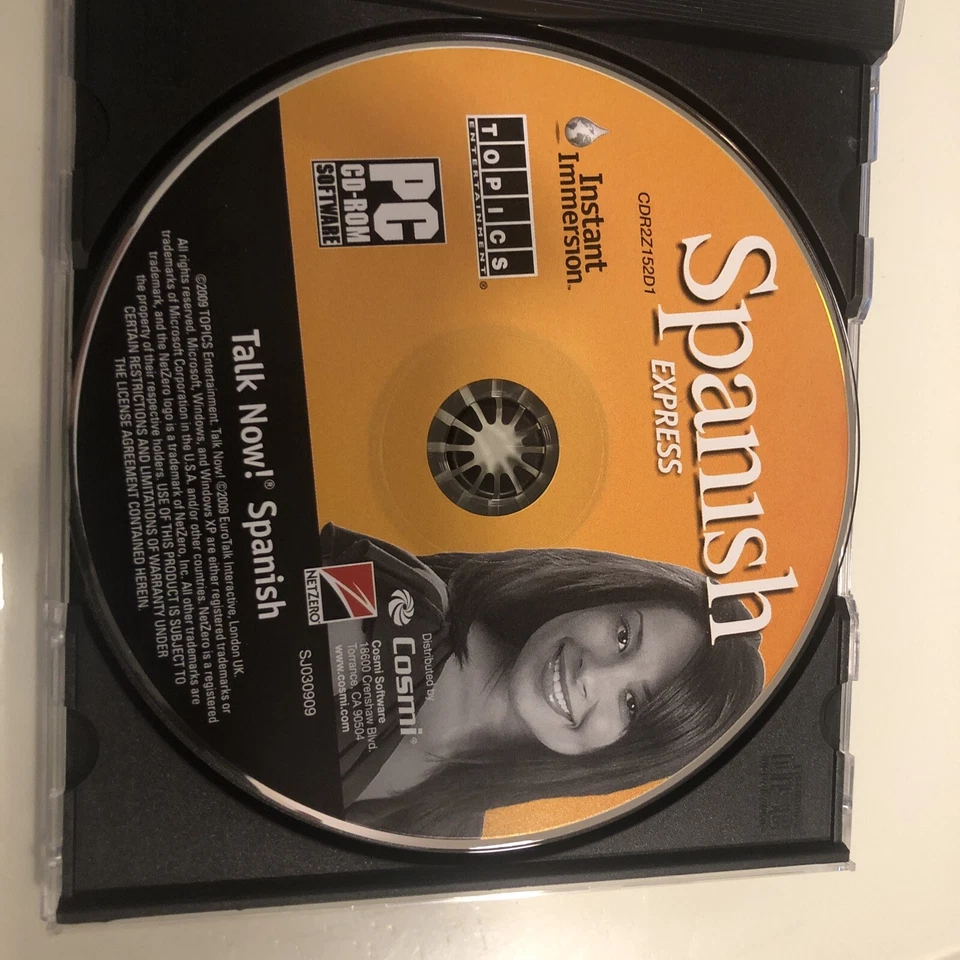 Spanish
EXPRESS
CDR2Z152D1
Instant
Immersion™
TOPICS
ENTERTAINMENT®
PC
CD-ROM
SOFTWARE
Distributed by
Cosmi®
Cosmi Software
18600 Crenshaw Blvd.
Torrance, CA 90504
www.cosmi.com
NETZERO
SJ030909
Talk Now!® Spanish
©2009 TOPICS Entertainment. Talk Now! ©2009 EuroTalk Interactive, London UK.
All rights reserved. Microsoft, Windows, and Windows XP are either registered trademarks or
trademarks of Microsoft Corporation in the U.S.A. and/or other countries. NetZero is a registered
trademark, and the NetZero logo is a trademark of NetZero, Inc. All other trademarks are
the property of their respective holders. USE OF THIS PRODUCT IS SUBJECT TO
CERTAIN RESTRICTIONS AND LIMITATIONS OF WARRANTY UNDER
THE LICENSE AGREEMENT CONTAINED HEREIN.